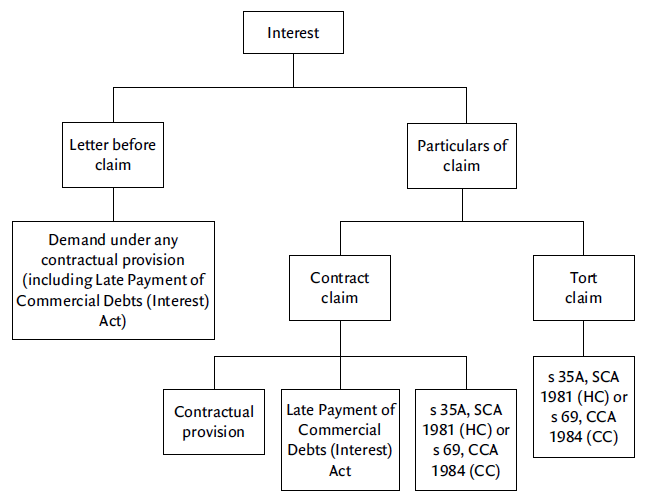 Interest
Letter before
claim
Particulars of
claim
Demand under any
contractual provision
(including Late Payment of
Commercial Debts (Interest)
Act)
Contract
claim
Tort
claim
Contractual
provision
Late Payment of
Commercial
Debts (Interest)
Act
s 35A, SCA
1981 (HC) or
s 69, CCA
1984 (CC)
s 35A, SCA
1981 (HC) or
s 69, CCA
1984 (CC)